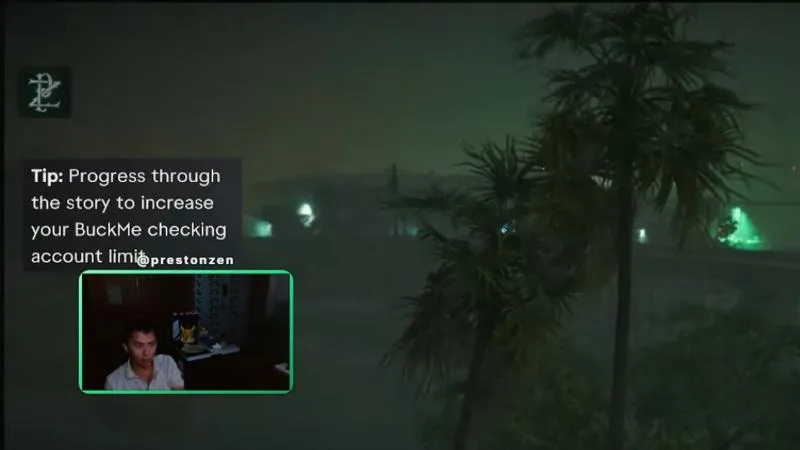 Tip: Progress through
the story to increase
your BuckMe checking
account limit
@prestonzen